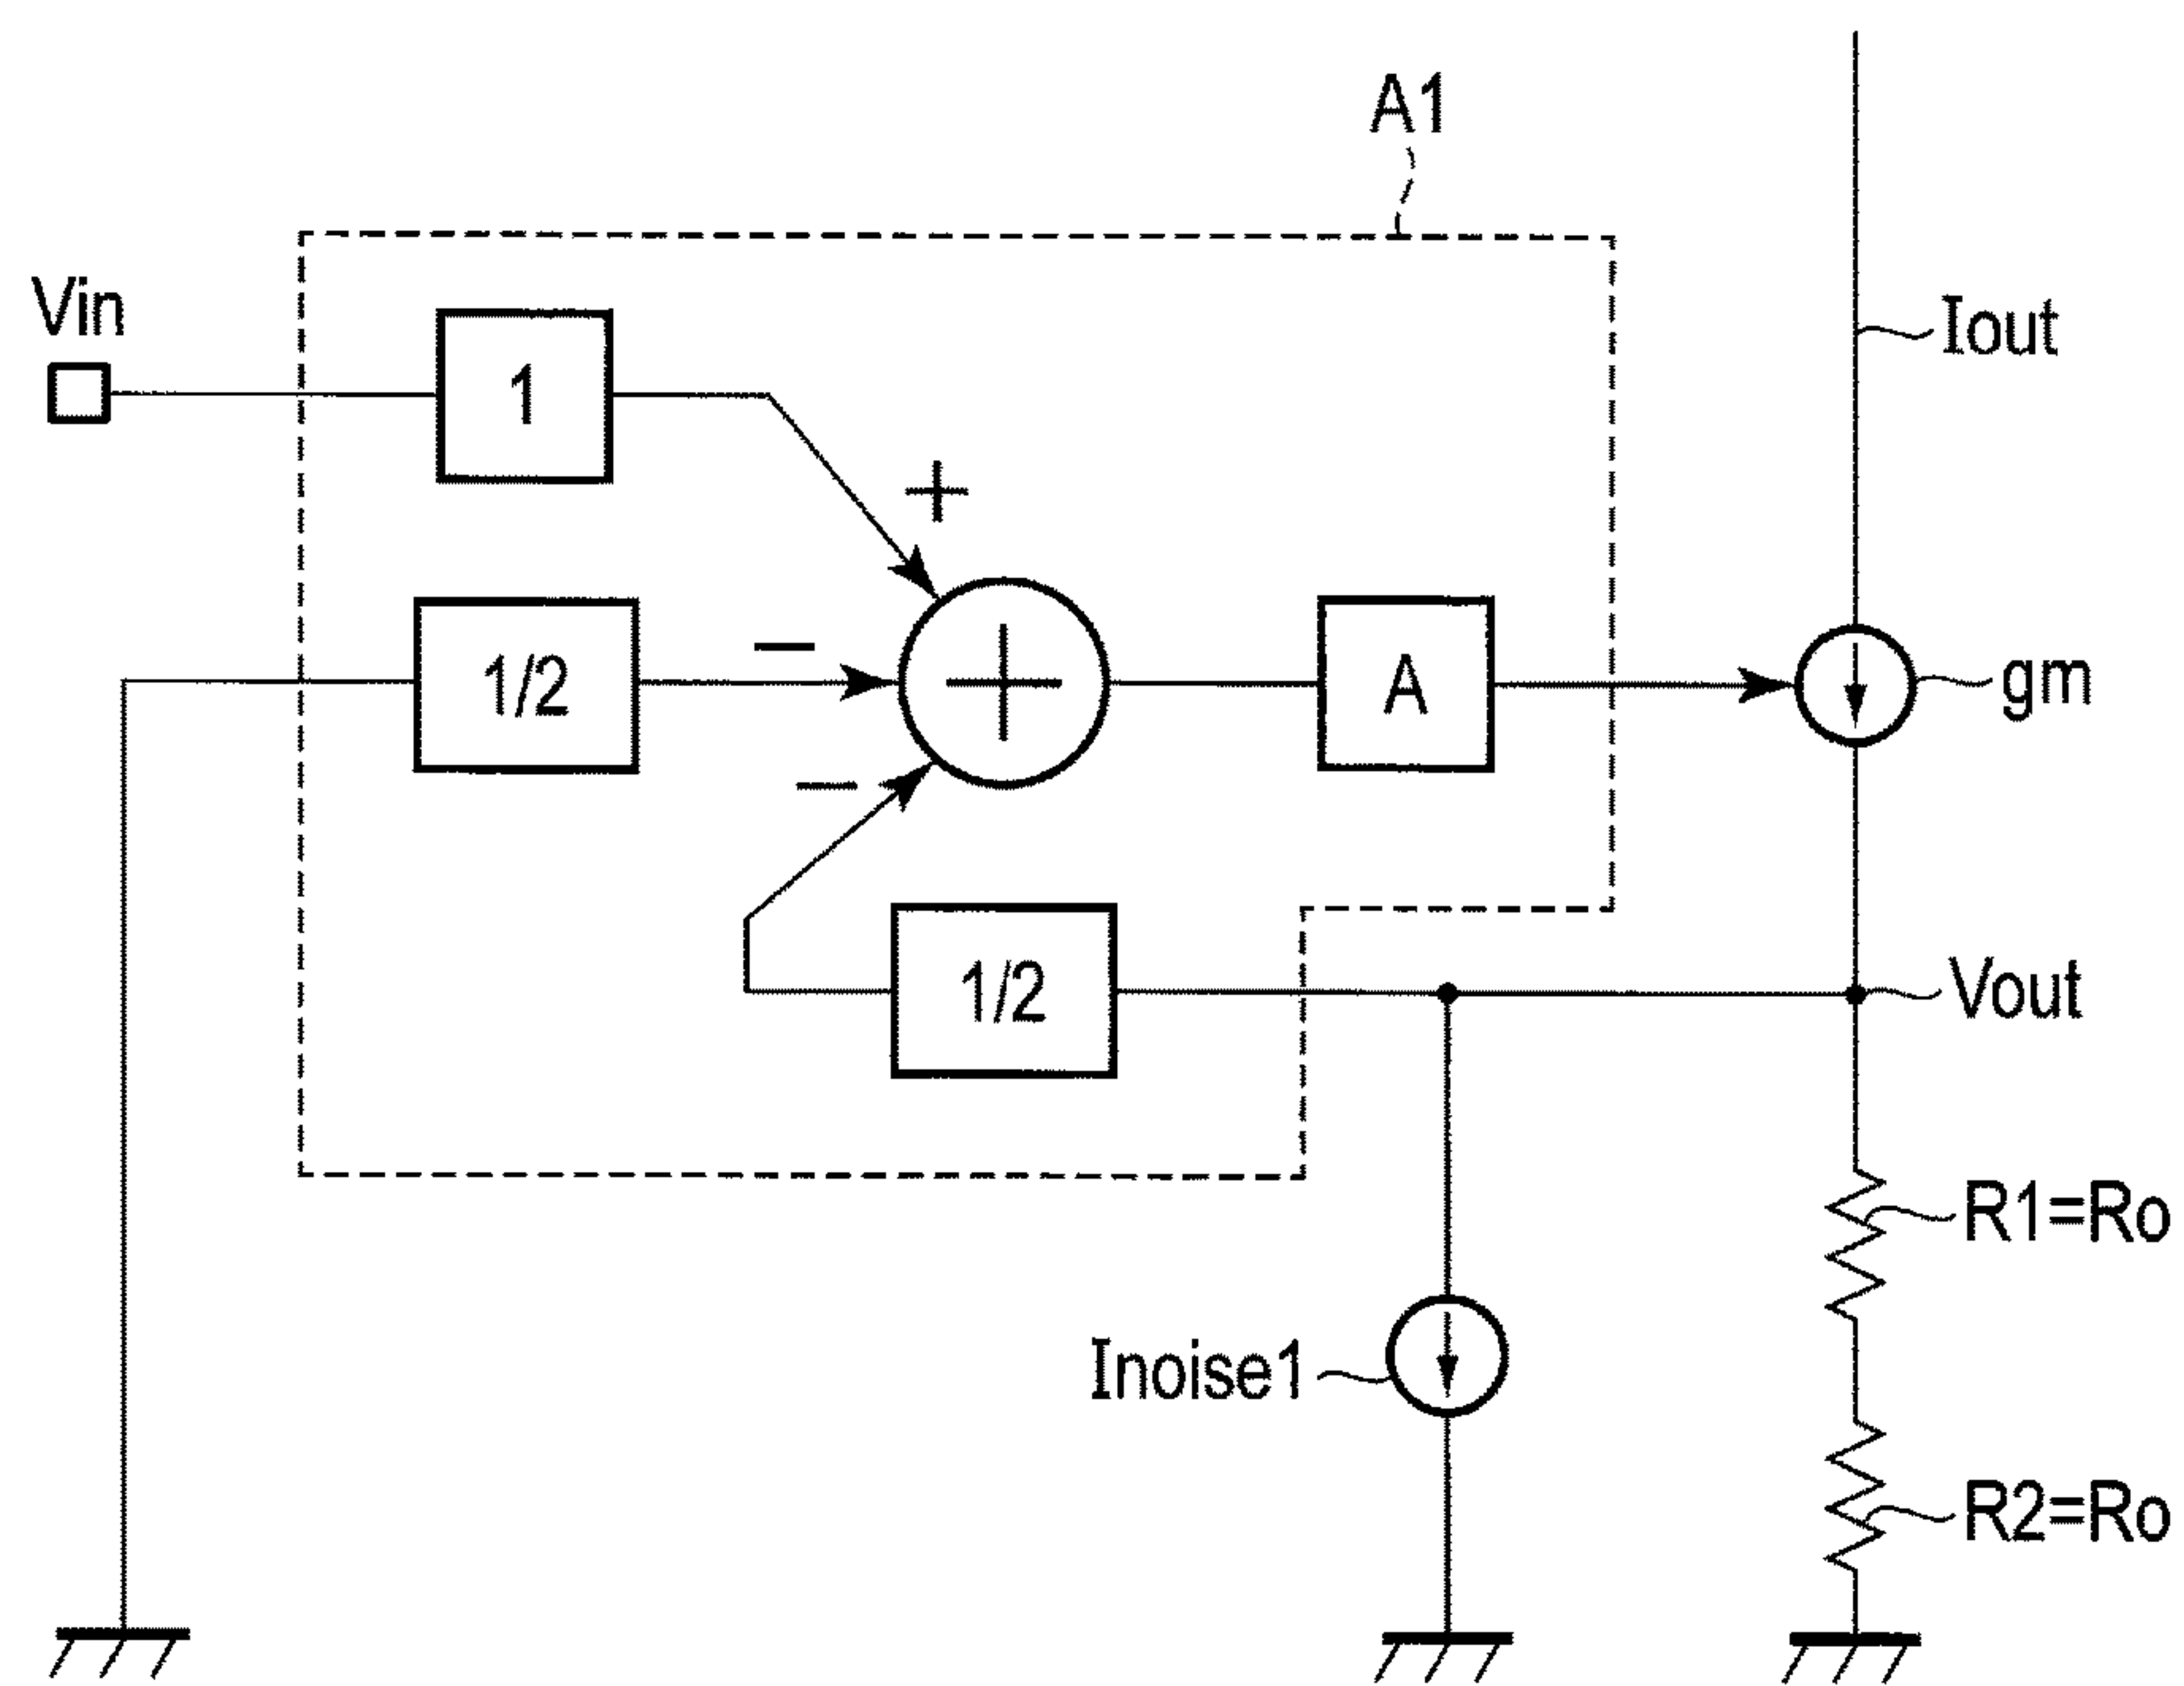 A1
Vin
Iout
1
+
−
1/2
A
gm
−
1/2
Vout
R1=Ro
Inoise1
R2=Ro